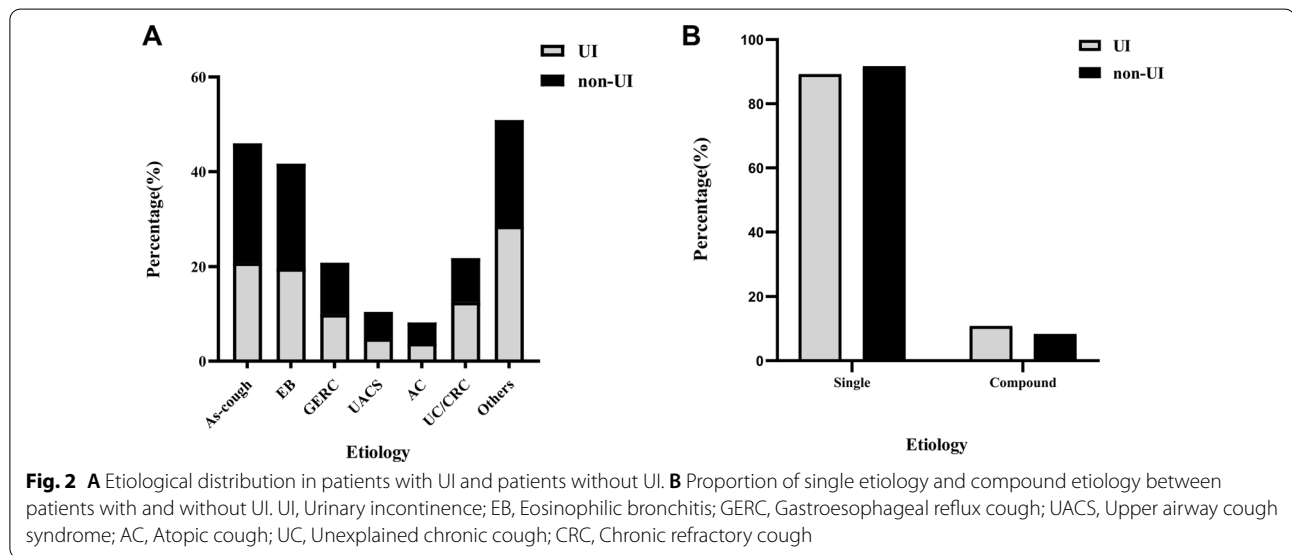 A
UI
non-UI
60
40
20
0
Percentage(%)
As-cough
EB
GERC
UACS
AC
UC/CRC
Others
Etiology
B
UI
non-UI
100
80
60
40
20
0
Percentage(%)
Single
Compound
Etiology
Fig. 2 A Etiological distribution in patients with UI and patients without UI. B Proportion of single etiology and compound etiology between
patients with and without UI. UI, Urinary incontinence; EB, Eosinophilic bronchitis; GERC, Gastroesophageal reflux cough; UACS, Upper airway cough
syndrome; AC, Atopic cough; UC, Unexplained chronic cough; CRC, Chronic refractory cough